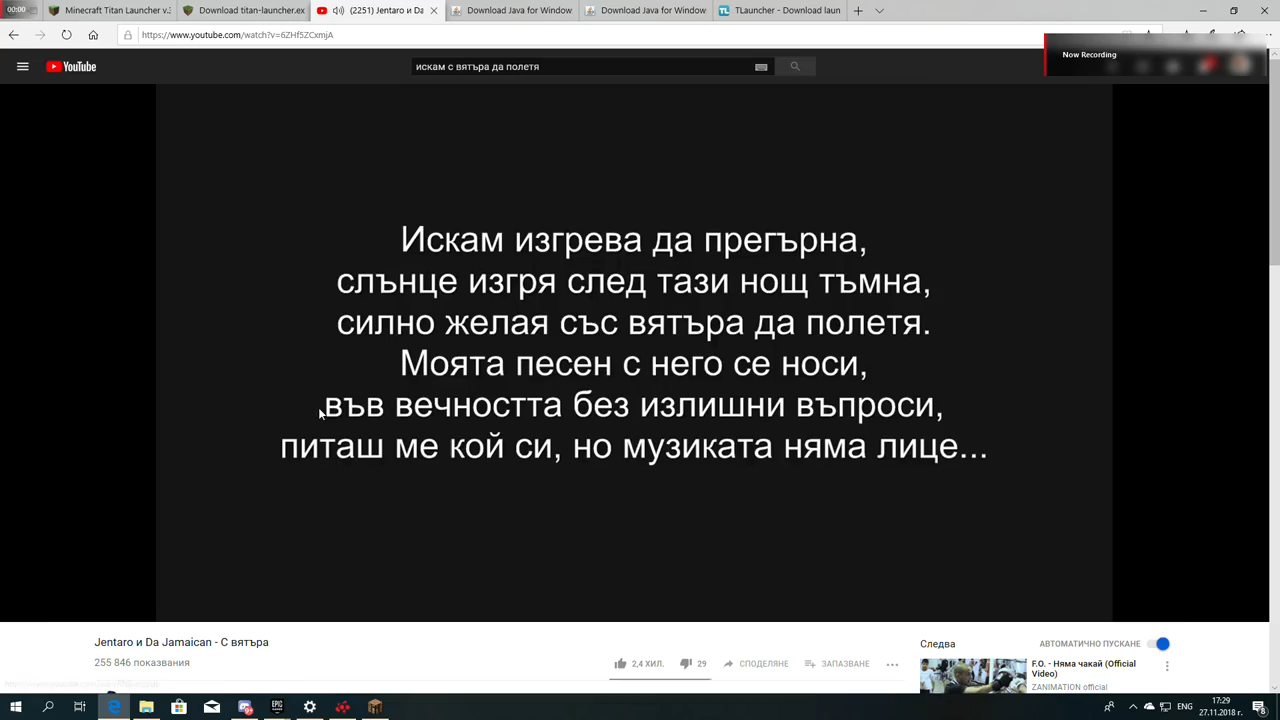 00:00
Minecraft Titan Launcher v.
Download titan-launcher.ex
(2251) Jentaro и Da
Download Java for Window
Download Java for Window
TLauncher - Download laun
https://www.youtube.com/watch?v=6ZHf5ZCxmjA
Now Recording
YouTube
искам с вятъра да полетя
Искам изгрева да прегърна,
слънце изгря след тази нощ тъмна,
силно желая със вятъра да полетя.
Моята песен с него се носи,
във вечността без излишни въпроси,
питаш ме кой си, но музиката няма лице...
Jentaro и Da Jamaican - С вятъра
255 846 показвания
2,4 ХИЛ.
29
СПОДЕЛЯНЕ
ЗАПАЗВАНЕ
Следва
АВТОМАТИЧНО ПУСКАНЕ
F.O. - Няма чакай (Official
Video)
ZANIMATION official
EPIC
ENG
17:29
27.11.2018 г.
8